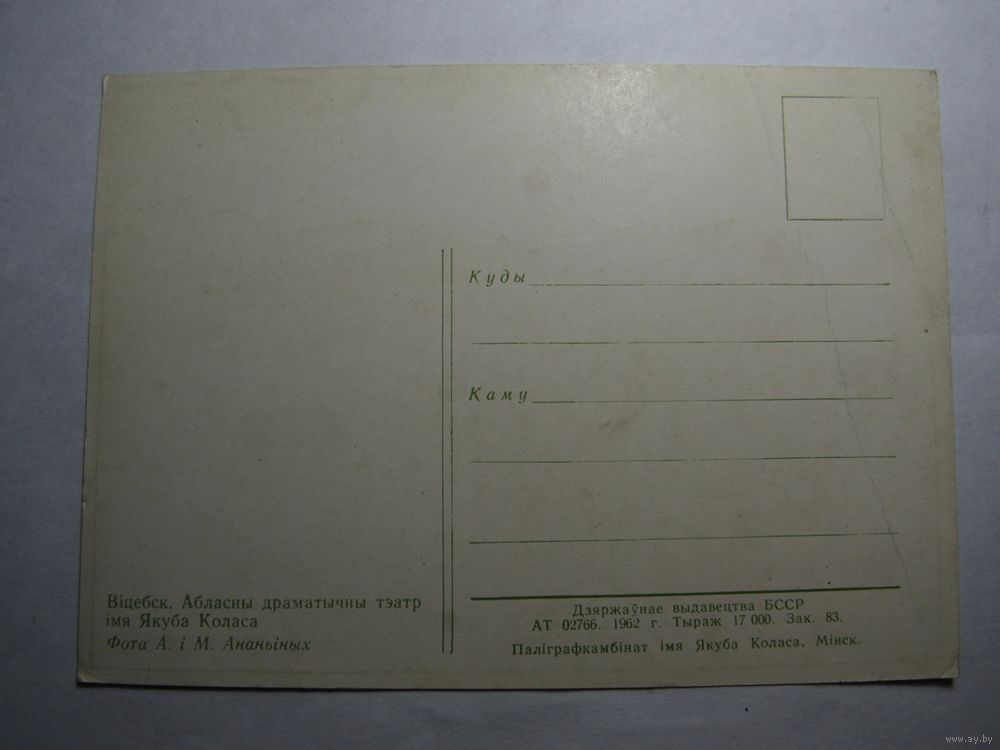 Куды
Каму
Віцебск. Абласны драматычны тэатр
імя Якуба Коласа
Фота А. і М. Ананьіных
Дзяржаўнае выдавецтва БССР
АТ 02766. 1962 г. Тыраж 17 000. Зак. 83.
Паліграфкамбінат імя Якуба Коласа, Мінск.
www.ay.by